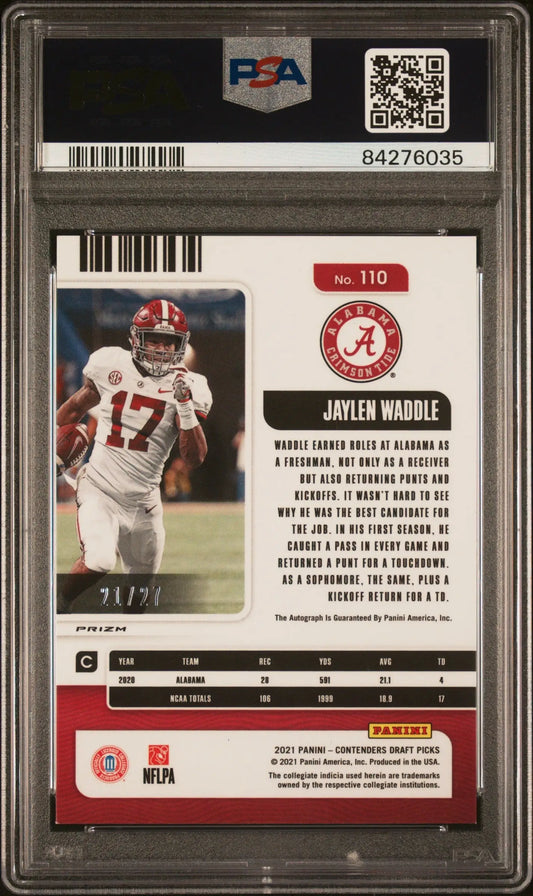 PSA
PSA
84276035
No. 110
ALABAMA
A
CRIMSON TIDE
®
17
JAYLEN WADDLE
WADDLE EARNED ROLES AT ALABAMA AS
A FRESHMAN, NOT ONLY AS A RECEIVER
BUT ALSO RETURNING PUNTS AND
KICKOFFS. IT WASN'T HARD TO SEE
WHY HE WAS THE BEST CANDIDATE FOR
THE JOB. IN HIS FIRST SEASON, HE
CAUGHT A PASS IN EVERY GAME AND
RETURNED A PUNT FOR A TOUCHDOWN.
AS A SOPHOMORE, THE SAME, PLUS A
KICKOFF RETURN FOR A TD.
21/27
The Autograph Is Guaranteed By Panini America, Inc.
PRIZM
C
YEAR TEAM REC YDS AVG TD
2020 ALABAMA 28 591 21.1 4
NCAA TOTALS 106 1999 18.9 17
PANINI
NFLPA
2021 PANINI – CONTENDERS DRAFT PICKS
© 2021 Panini America, Inc. Produced in the USA.
The collegiate indicia used herein are trademarks
owned by the respective collegiate institutions.
PSA